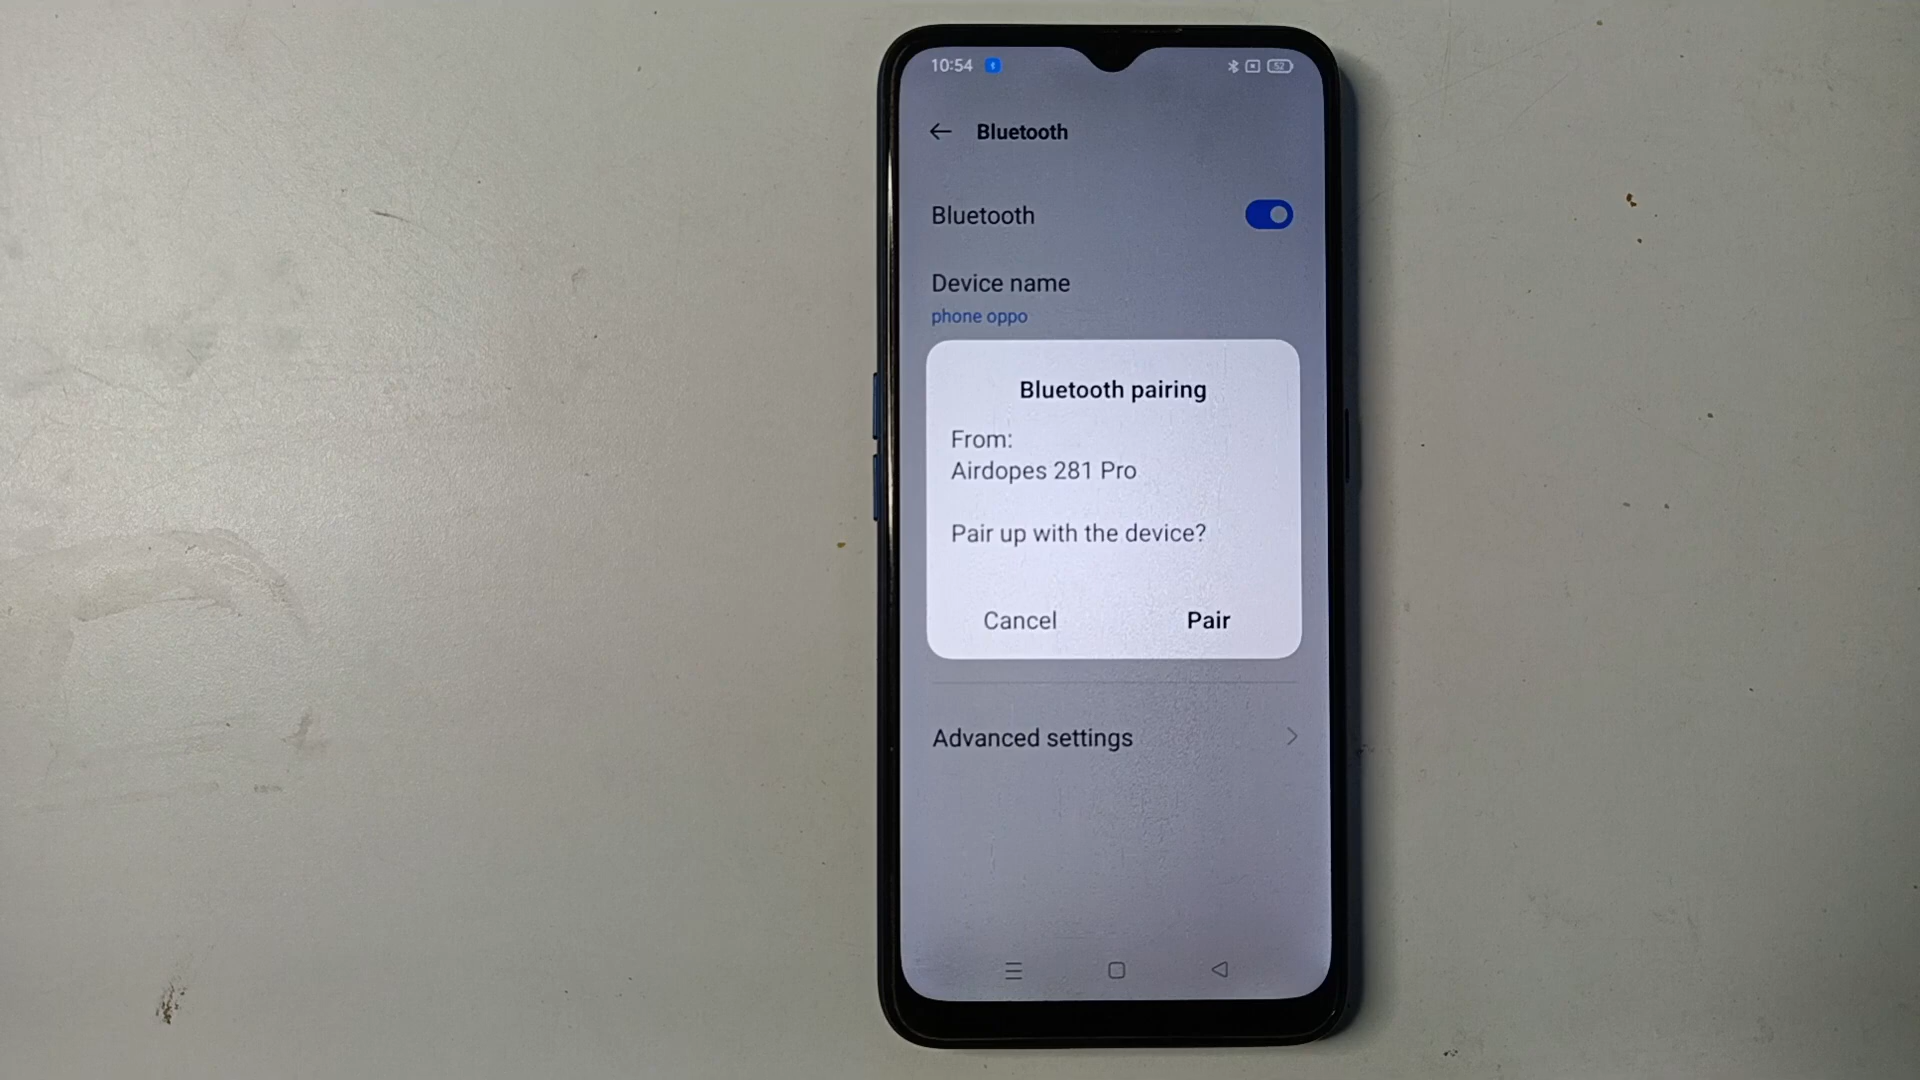 10:54
52
Bluetooth
Bluetooth
Device name
phone oppo
Bluetooth pairing
From:
Airdopes 281 Pro
Pair up with the device?
Cancel Pair
Advanced settings